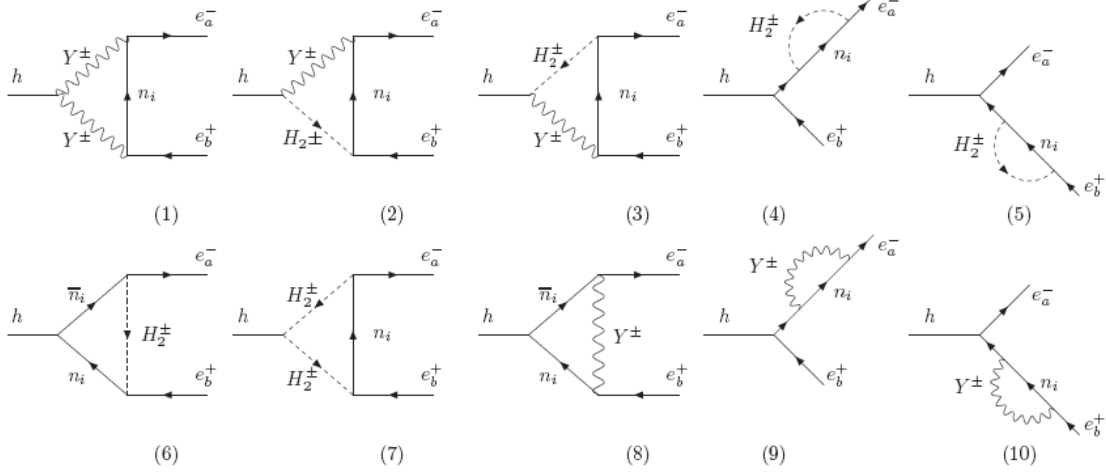 h Y± Y± n_i e_a^- e_b^+
(1)
h Y± H_2± n_i e_a^- e_b^+
(2)
h H_2^± Y± n_i e_a^- e_b^+
(3)
h H_2^± n_i e_a^- e_b^+
(4)
h e_a^- H_2^± n_i e_b^+
(5)
h n̅_i n_i H_2^± e_a^- e_b^+
(6)
h H_2^± H_2^± n_i e_a^- e_b^+
(7)
h n̅_i n_i Y^± e_a^- e_b^+
(8)
h Y^± n_i e_a^- e_b^+
(9)
h e_a^- Y^± n_i e_b^+
(10)